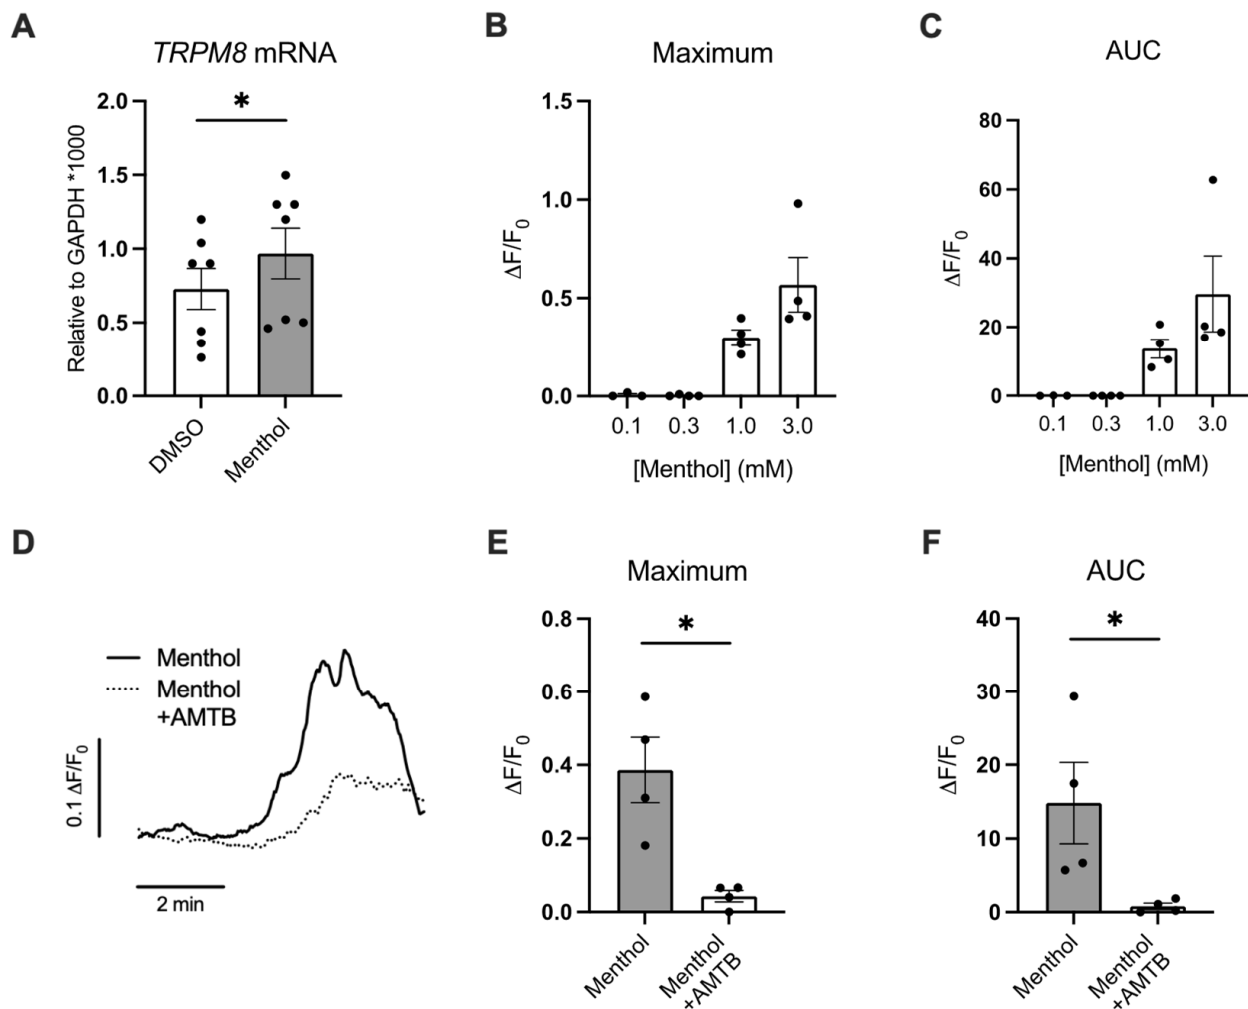 A
TRPM8 mRNA
Relative to GAPDH *1000
2.0
1.5
1.0
0.5
0.0
*
DMSO
Menthol
B
Maximum
ΔF/F0
1.5
1.0
0.5
0.0
0.1 0.3 1.0 3.0
[Menthol] (mM)
C
AUC
ΔF/F0
80
60
40
20
0
0.1 0.3 1.0 3.0
[Menthol] (mM)
D
Menthol
Menthol
+AMTB
0.1 ΔF/F0
2 min
E
Maximum
ΔF/F0
0.8
0.6
0.4
0.2
0.0
*
Menthol
Menthol
+AMTB
F
AUC
ΔF/F0
40
30
20
10
0
*
Menthol
Menthol
+AMTB